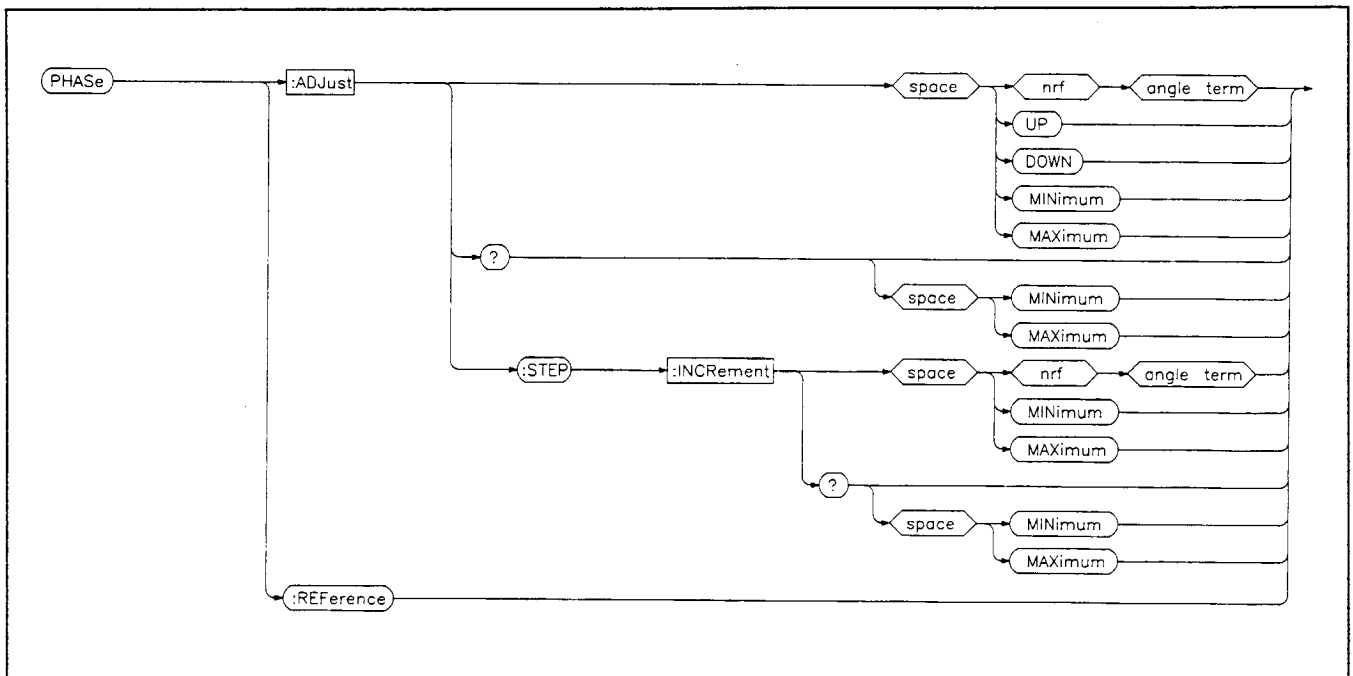 PHASe :ADJust space nrf angle term
UP
DOWN
MINimum
MAXimum
?
space MINimum
MAXimum
:STEP :INCRement space nrf angle term
MINimum
MAXimum
?
space MINimum
MAXimum
:REFerence